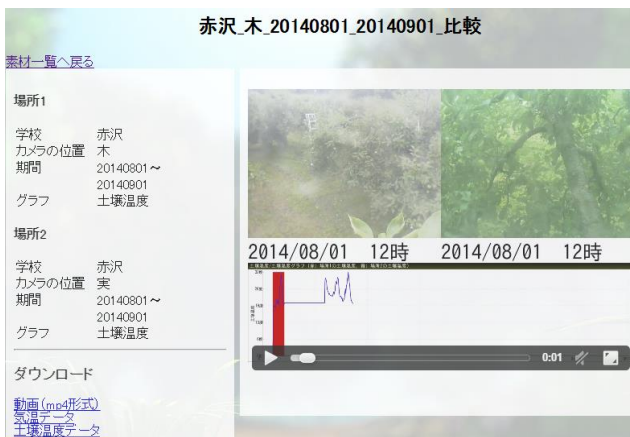 赤沢_木_20140801_20140901_比較
素材一覧へ戻る
場所1
学校 赤沢
カメラの位置 木
期間 20140801～
20140901
グラフ 土壌温度
場所2
学校 赤沢
カメラの位置 実
期間 20140801～
20140901
グラフ 土壌温度
ダウンロード
動画(mp4形式)
気温データ
土壌温度データ
2014/08/01 12時 2014/08/01 12時
0:01